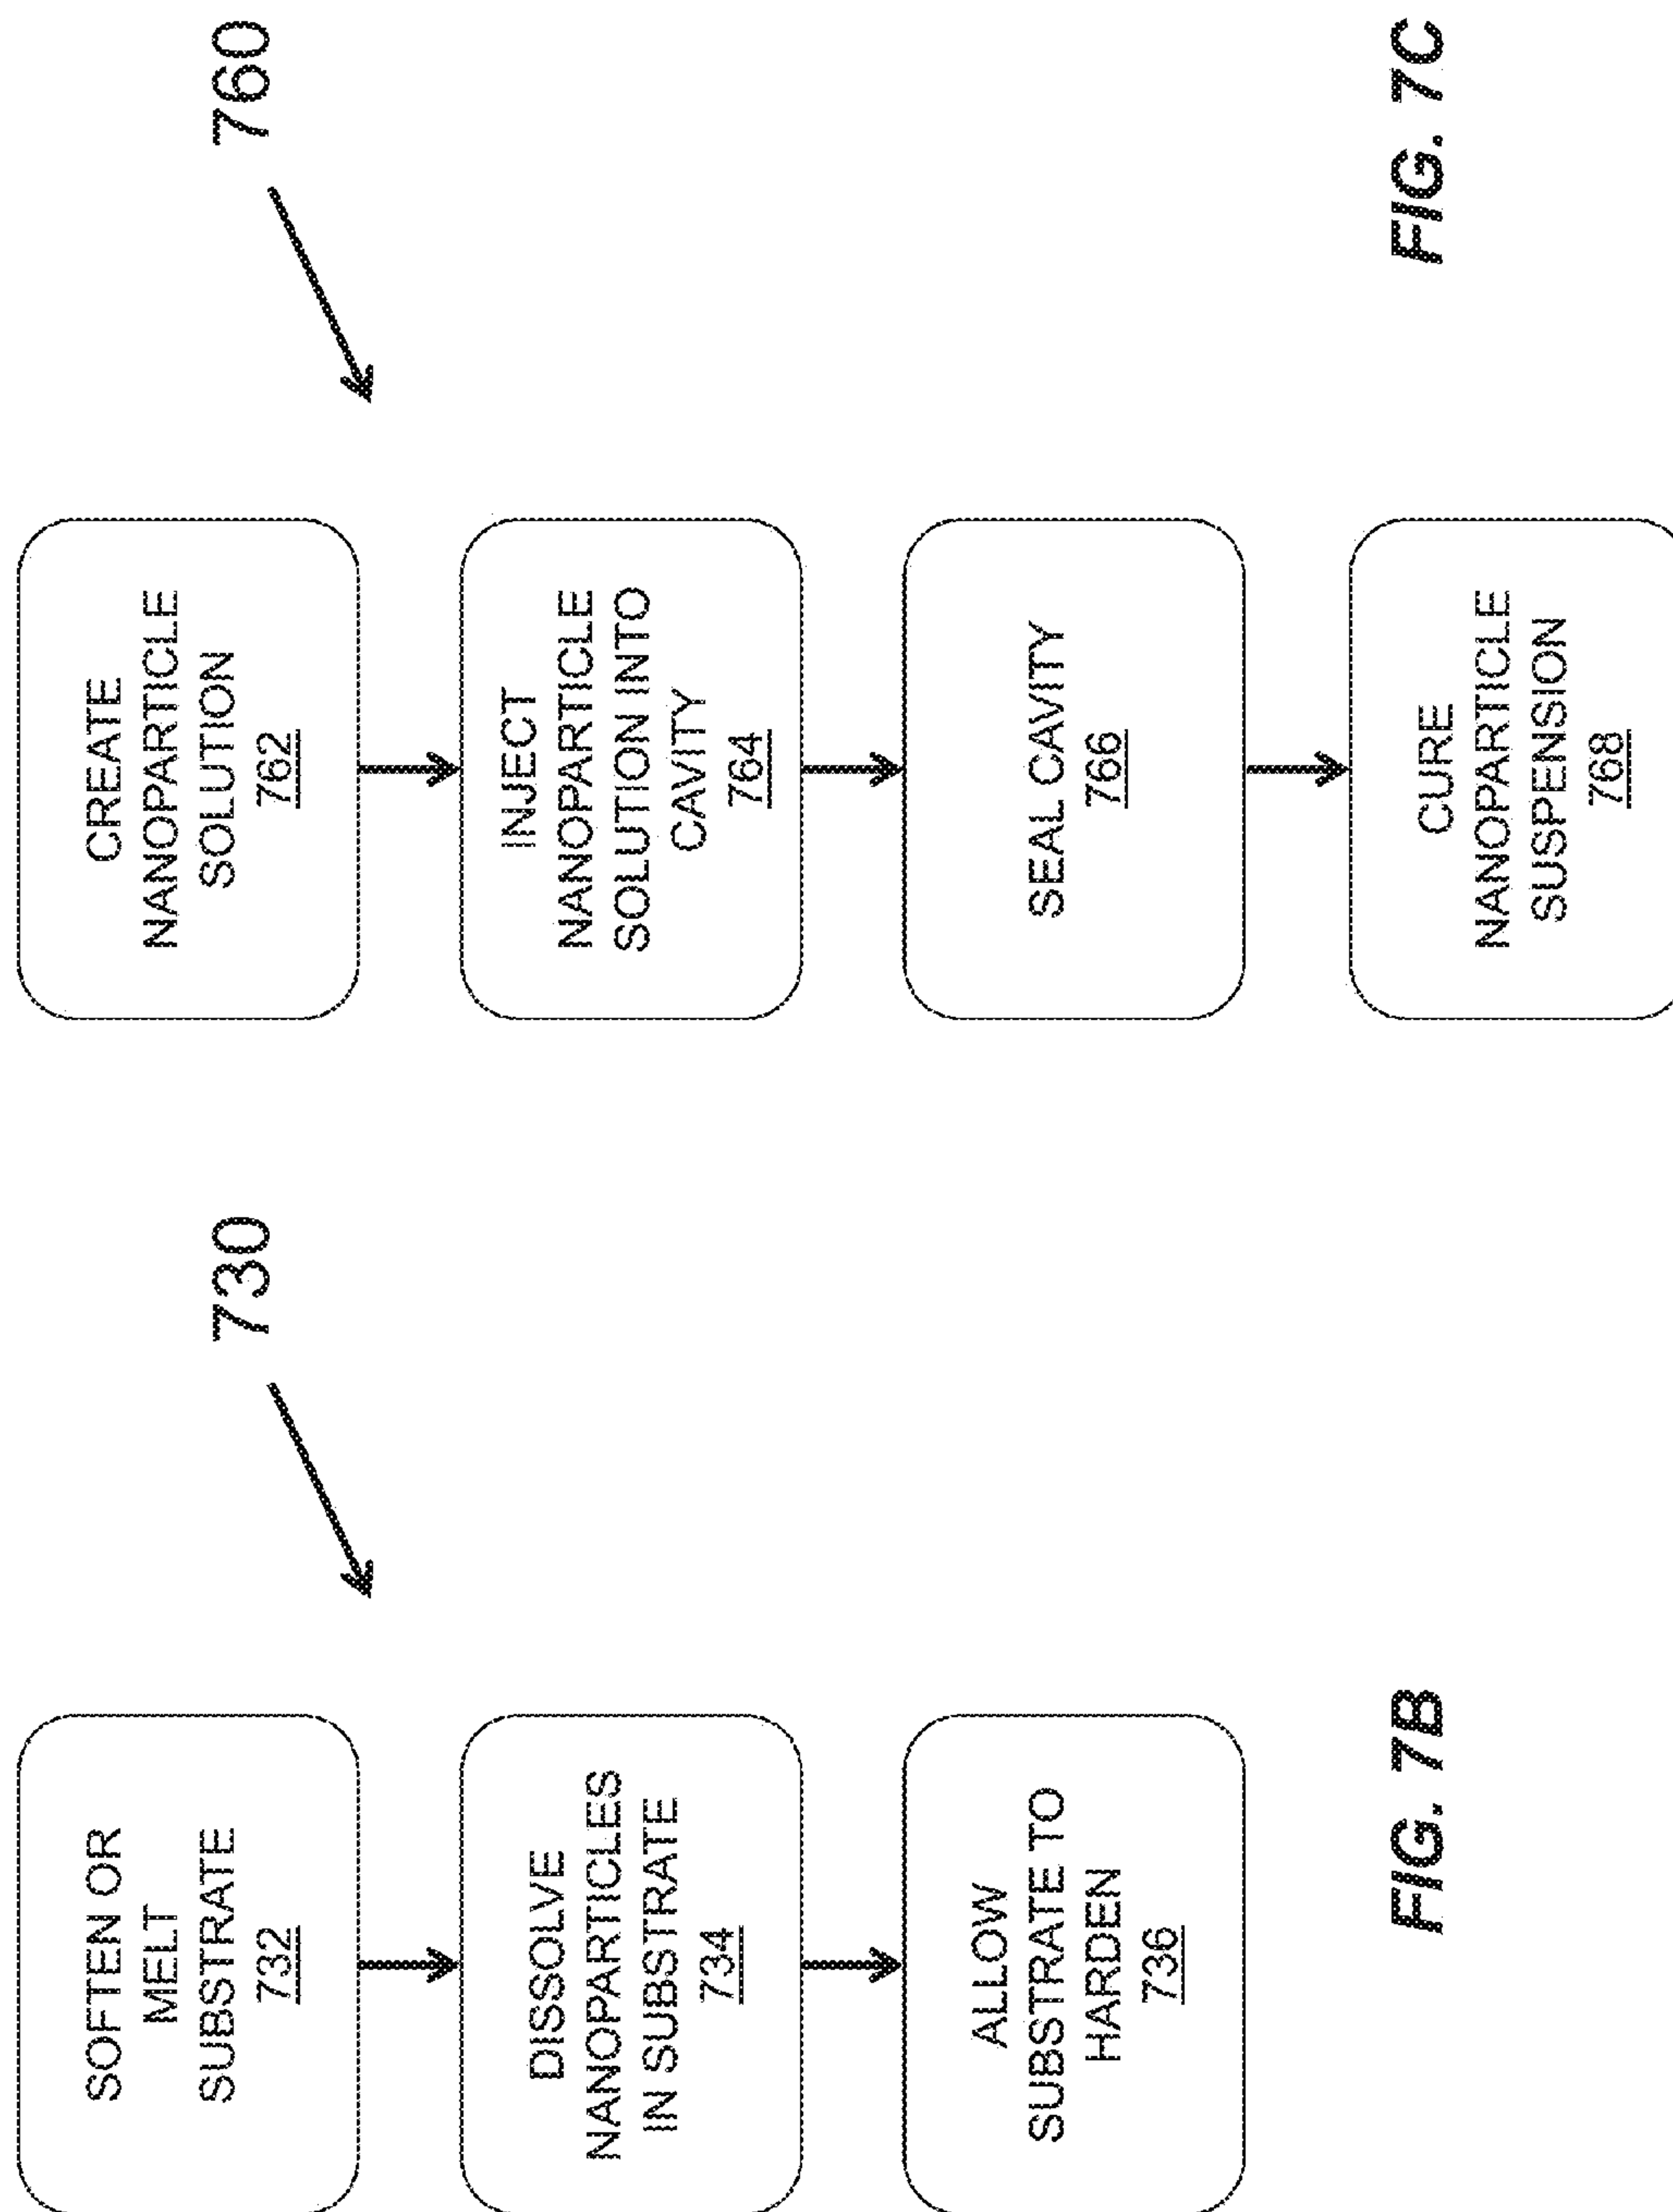 730
SOFTEN OR
MELT
SUBSTRATE
732
DISSOLVE
NANOPARTICLES
IN SUBSTRATE
734
ALLOW
SUBSTRATE TO
HARDEN
736
FIG. 7B
760
CREATE
NANOPARTICLE
SOLUTION
762
INJECT
NANOPARTICLE
SOLUTION INTO
CAVITY
764
SEAL CAVITY
766
CURE
NANOPARTICLE
SUSPENSION
768
FIG. 7C